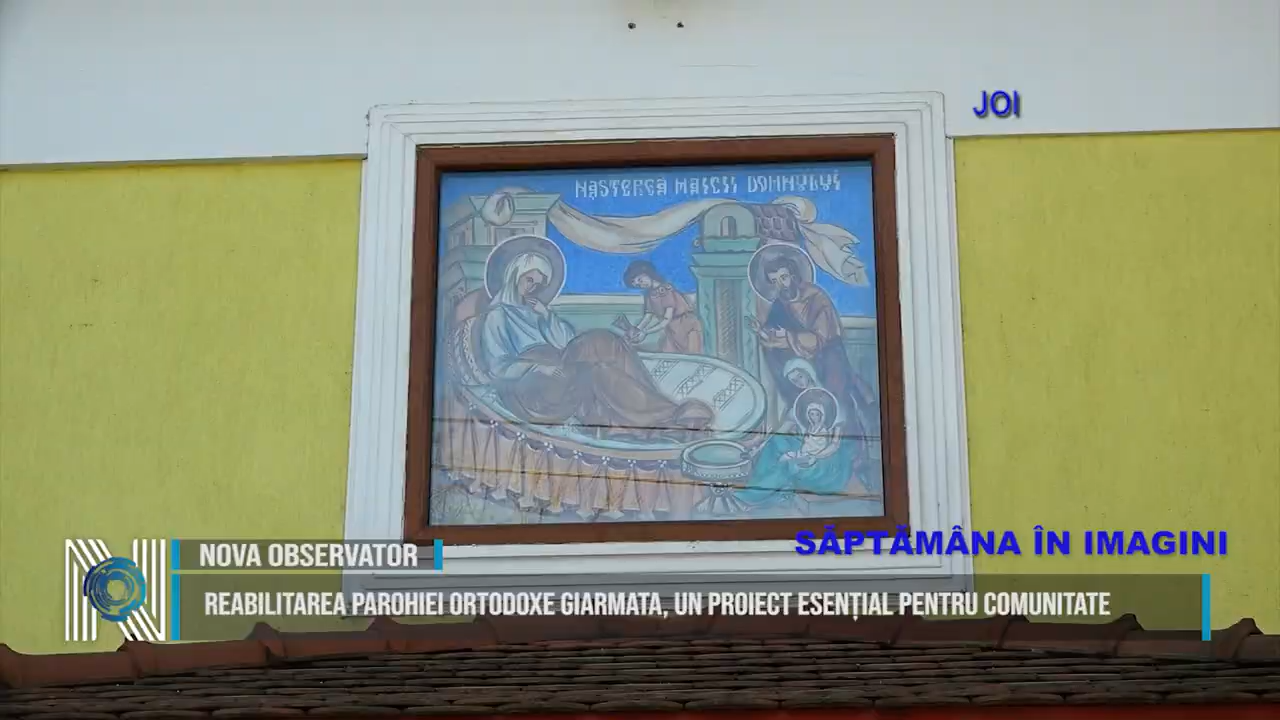 JOI
NAȘTEREA MAICII DOMNULUI
SĂPTĂMÂNA ÎN IMAGINI
NOVA OBSERVATOR
REABILITAREA PAROHIEI ORTODOXE GIARMATA, UN PROIECT ESENȚIAL PENTRU COMUNITATE